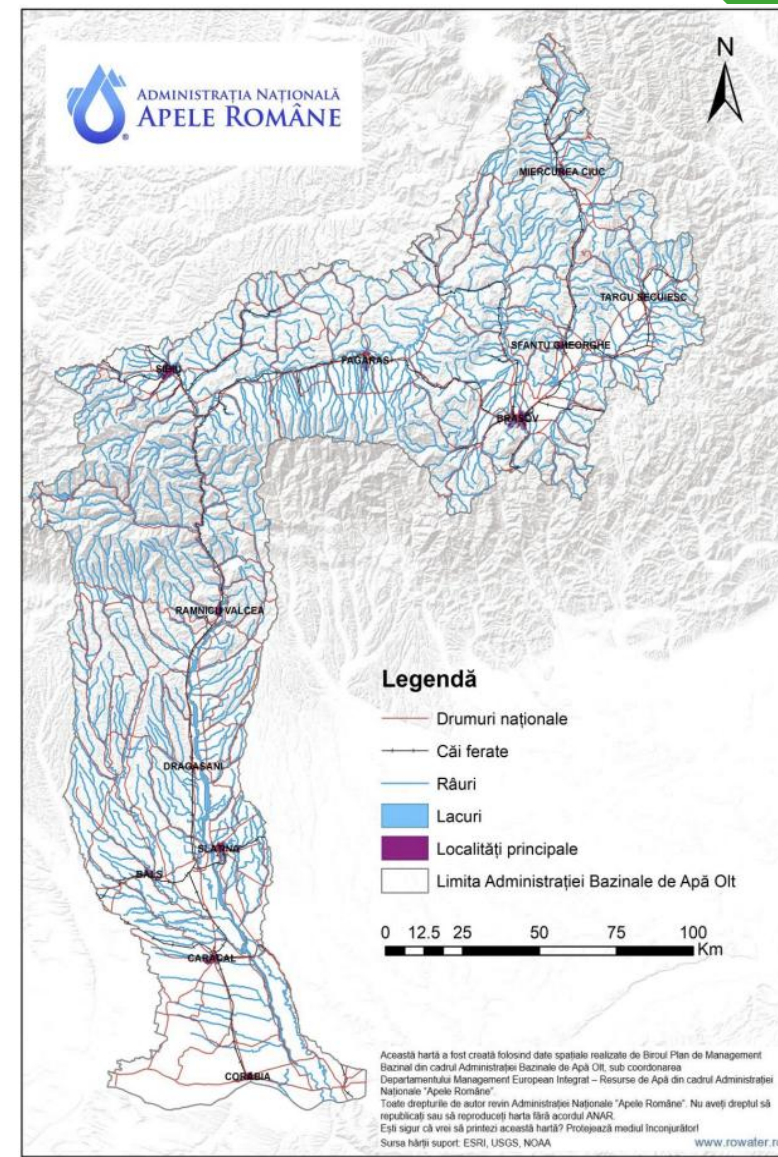 ADMINISTRAȚIA NAȚIONALĂ
APELE ROMÂNE
®
N
MIERCUREA CIUC
TARGU SECUIESC
SFANTU GHEORGHE
FAGARAS
SIBIU
BRASOV
RAMNICU VALCEA
DRAGASANI
SLATINA
BALS
CARACAL
CORABIA
Legendă
Drumuri naționale
Căi ferate
Râuri
Lacuri
Localități principale
Limita Administrației Bazinale de Apă Olt
0 12.5 25 50 75 100
Km
Această hartă a fost creată folosind date spațiale realizate de Biroul Plan de Management
Bazinal din cadrul Administrației Bazinale de Apă Olt, sub coordonarea
Departamentului Management European Integrat – Resurse de Apă din cadrul Administrației
Naționale "Apele Române".
Toate drepturile de autor revin Administrației Naționale "Apele Române". Nu aveți dreptul să
republicați sau să reproduceți harta fără acordul ANAR.
Ești sigur că vrei să printezi această hartă? Protejează mediul înconjurător!
Sursa hărții suport: ESRI, USGS, NOAA
www.rowater.ro